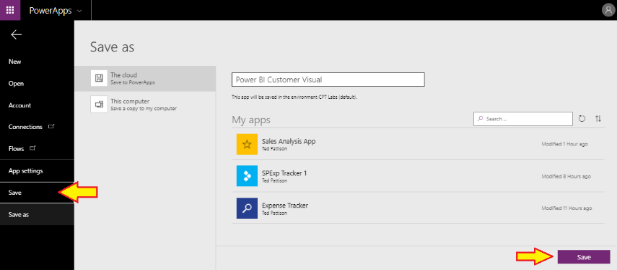 PowerApps
Save as
New
Open
Account
Connections
Flows
App settings
Save
Save as
The cloud
Save to PowerApps
This computer
Save a copy to my computer
Power BI Customer Visual
This app will be saved in the environment CPT Labs (default).
My apps
Search...
Sales Analysis App
Ted Pattison
Modified 1 hour ago
SPExp Tracker 1
Ted Pattison
Modified 8 hours ago
Expense Tracker
Ted Pattison
Modified 11 hours ago
Save